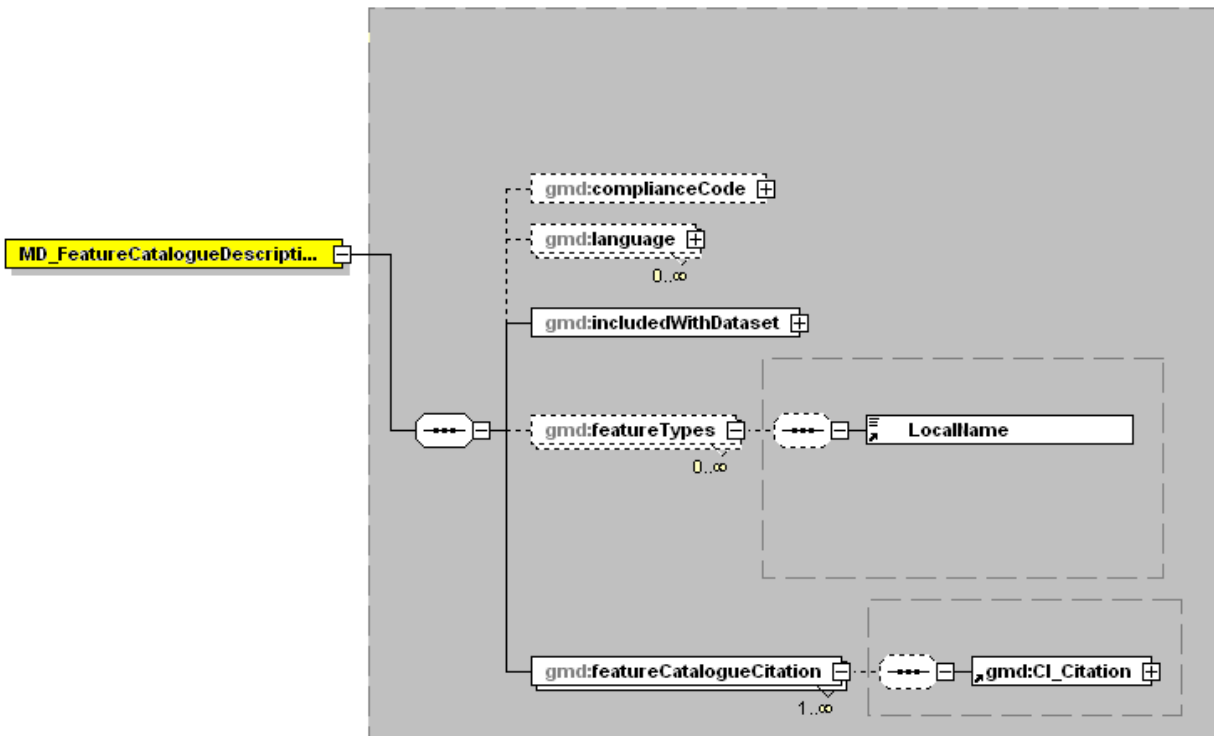 gmd:complianceCode
gmd:language
0..∞
MD_FeatureCatalogueDescripti...
gmd:includedWithDataset
gmd:featureTypes
0..∞
LocalName
gmd:featureCatalogueCitation
1..∞
gmd:CI_Citation